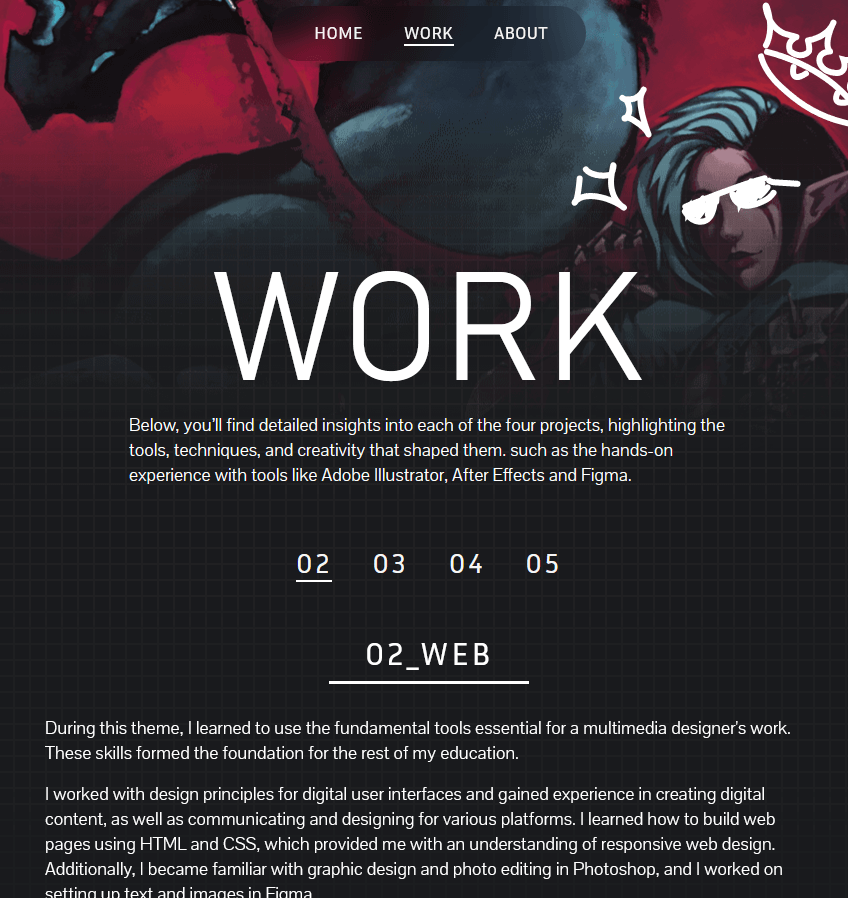 HOME WORK ABOUT
WORK
Below, you'll find detailed insights into each of the four projects, highlighting the
tools, techniques, and creativity that shaped them. such as the hands-on
experience with tools like Adobe Illustrator, After Effects and Figma.
02 03 04 05
02_WEB
During this theme, I learned to use the fundamental tools essential for a multimedia designer's work.
These skills formed the foundation for the rest of my education.
I worked with design principles for digital user interfaces and gained experience in creating digital
content, as well as communicating and designing for various platforms. I learned how to build web
pages using HTML and CSS, which provided me with an understanding of responsive web design.
Additionally, I became familiar with graphic design and photo editing in Photoshop, and I worked on
setting up text and images in Figma